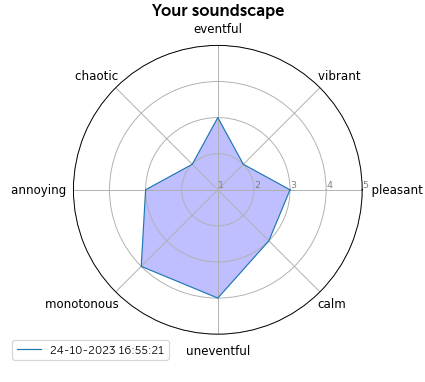 Your soundscape
eventful
chaotic
vibrant
annoying
1
2
3
4
5
pleasant
monotonous
calm
uneventful
24-10-2023 16:55:21